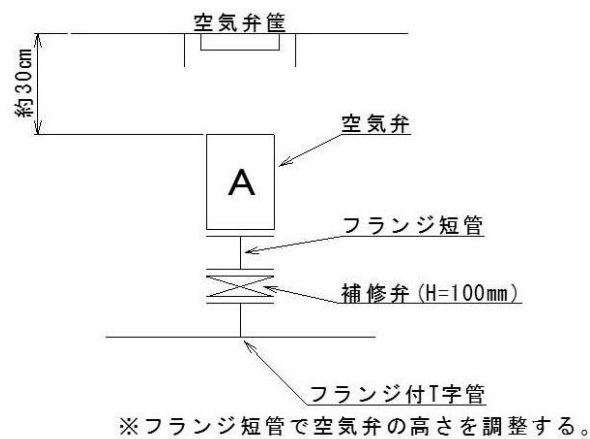 空気弁筐
約30cm
空気弁
A
フランジ短管
補修弁(H=100mm)
フランジ付T字管
※フランジ短管で空気弁の高さを調整する。